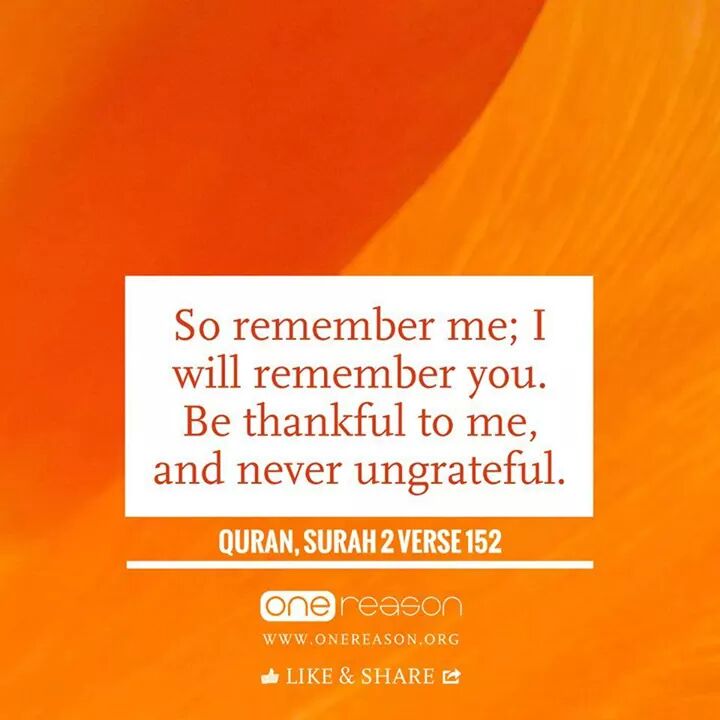 So remember me; I
will remember you.
Be thankful to me,
and never ungrateful.
QURAN, SURAH 2 VERSE 152
one reason
WWW.ONEREASON.ORG
LIKE & SHARE